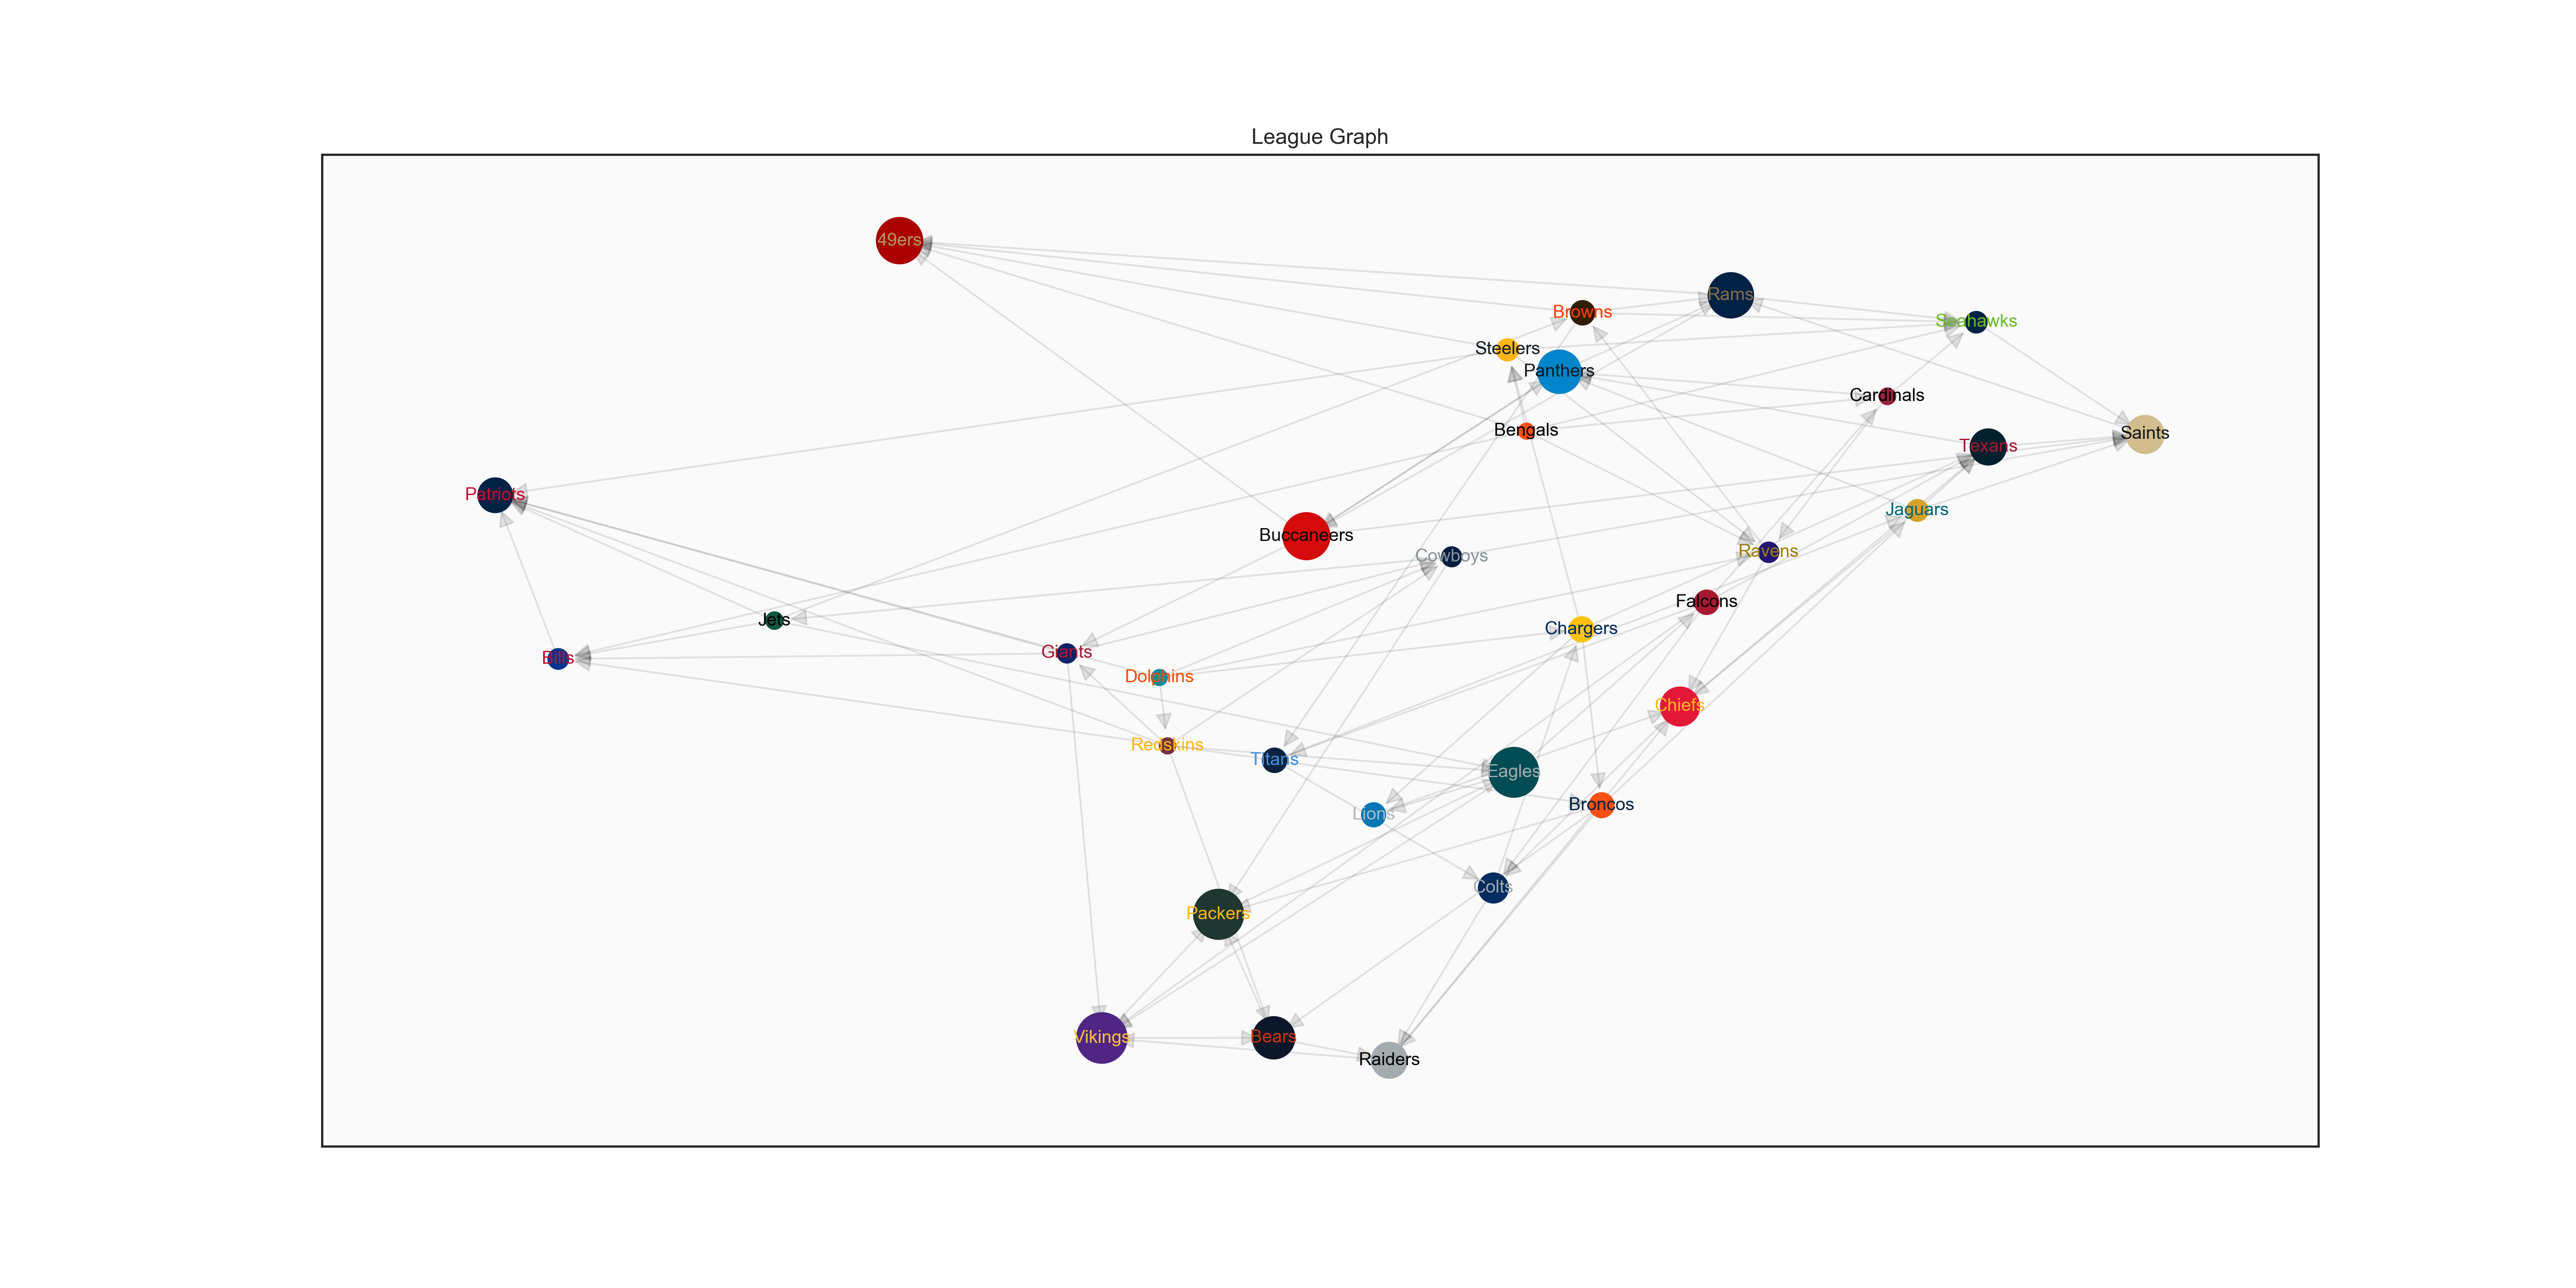 League Graph
49ers
Rams
Browns
Seahawks
Steelers
Panthers
Cardinals
Bengals
Saints
Texans
Patriots
Jaguars
Buccaneers
Cowboys
Ravens
Falcons
Jets
Chargers
Giants
Bills
Dolphins
Chiefs
Redskins
Titans
Eagles
Broncos
Lions
Colts
Packers
Vikings
Bears
Raiders